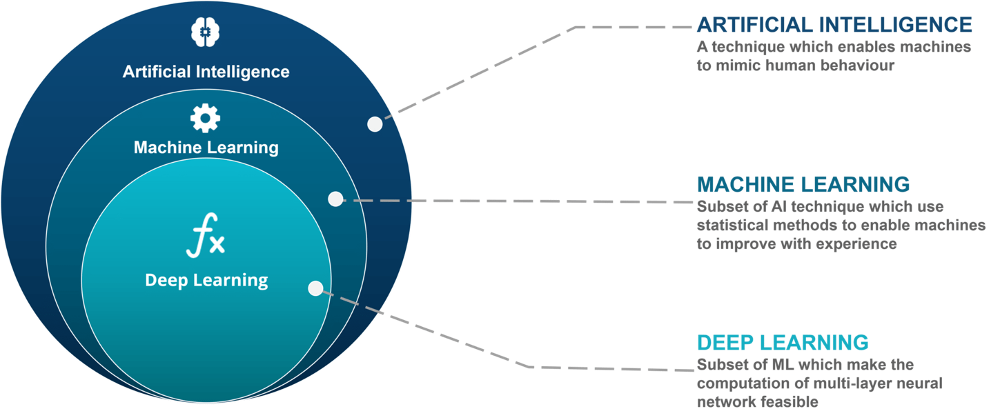 Artificial Intelligence
Machine Learning
fx
Deep Learning
ARTIFICIAL INTELLIGENCE
A technique which enables machines
to mimic human behaviour
MACHINE LEARNING
Subset of AI technique which use
statistical methods to enable machines
to improve with experience
DEEP LEARNING
Subset of ML which make the
computation of multi-layer neural
network feasible